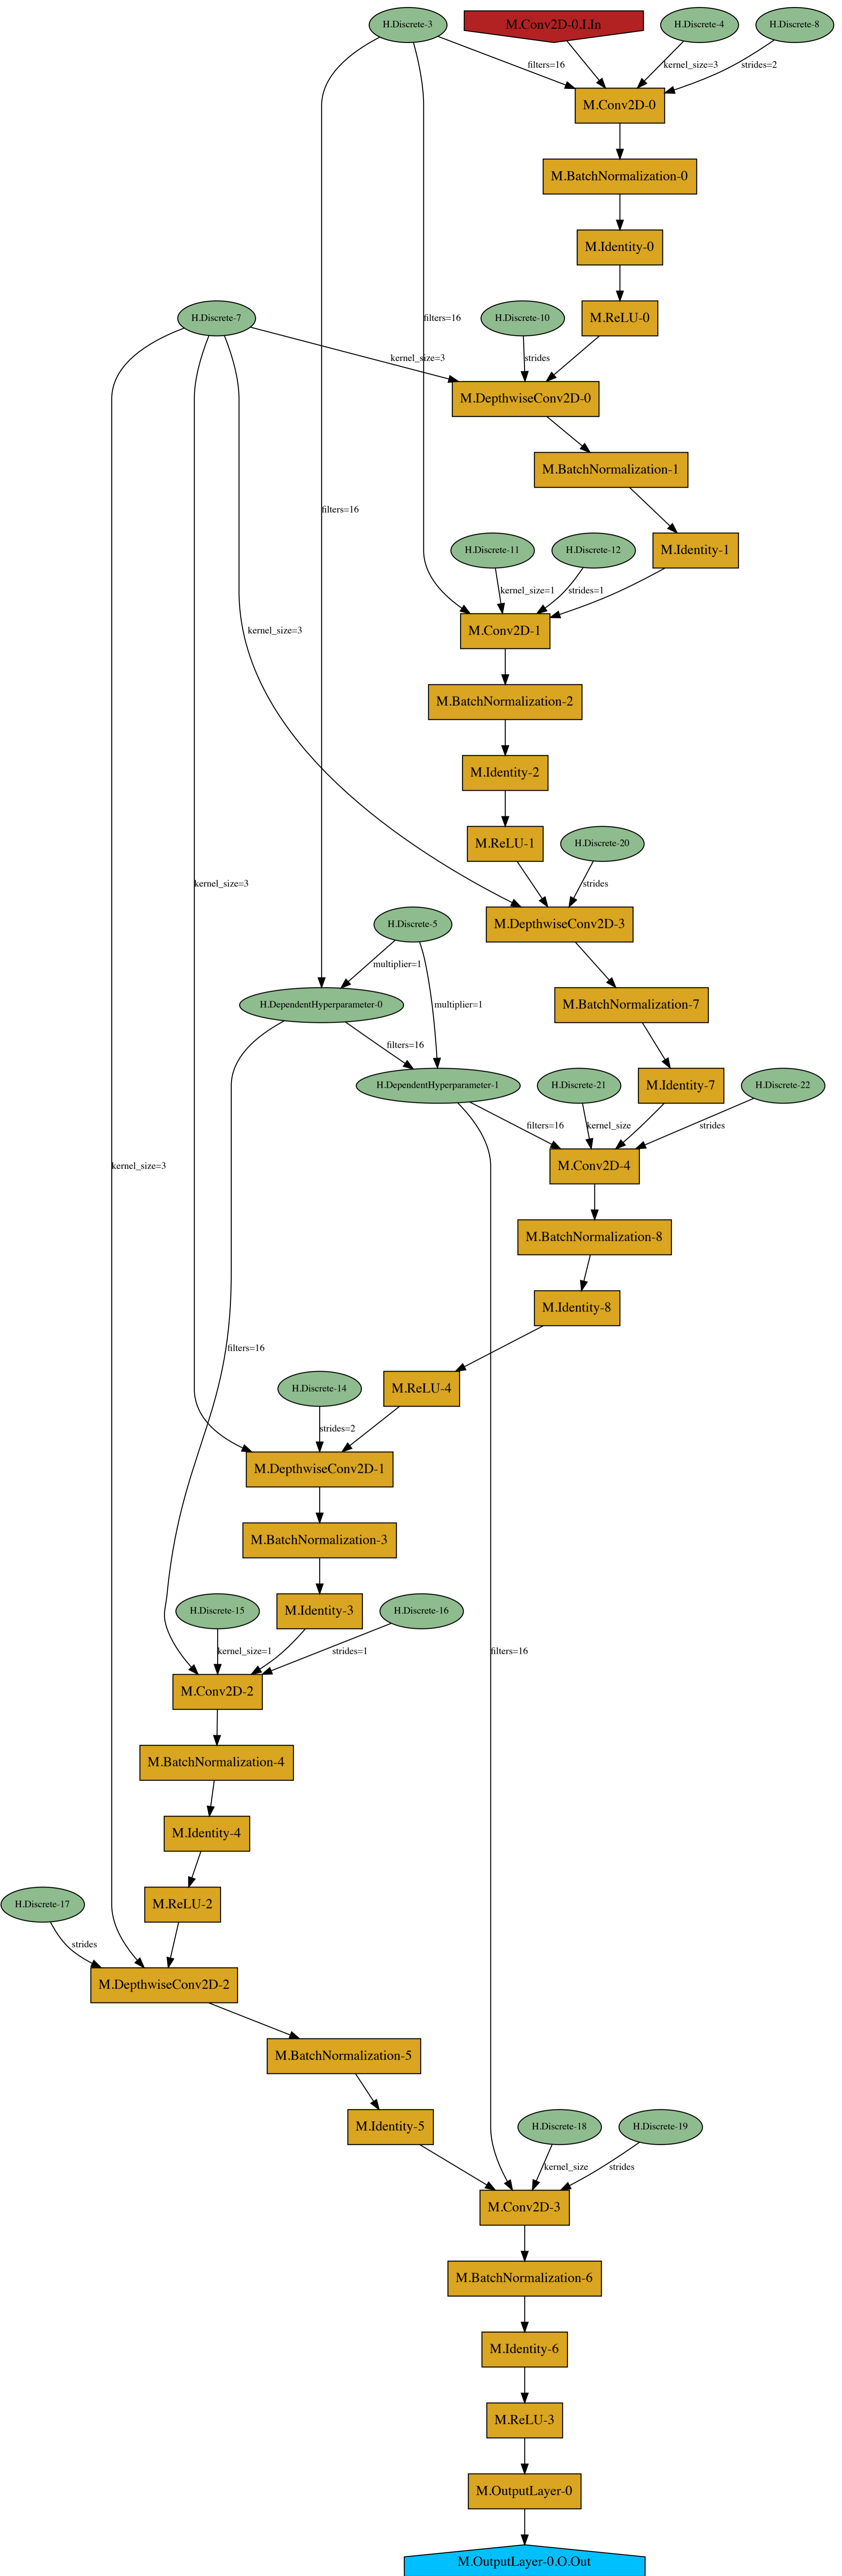 H.Discrete-3
M.Conv2D-0.I.In
H.Discrete-4
H.Discrete-8
filters=16
kernel_size=3
strides=2
M.Conv2D-0
M.BatchNormalization-0
M.Identity-0
H.Discrete-7
filters=16
H.Discrete-10
M.ReLU-0
kernel_size=3
strides
M.DepthwiseConv2D-0
M.BatchNormalization-1
filters=16
H.Discrete-11
H.Discrete-12
M.Identity-1
kernel_size=1
strides=1
kernel_size=3
M.Conv2D-1
M.BatchNormalization-2
M.Identity-2
M.ReLU-1
H.Discrete-20
kernel_size=3
strides
H.Discrete-5
M.DepthwiseConv2D-3
multiplier=1
H.DependentHyperparameter-0
multiplier=1
M.BatchNormalization-7
filters=16
H.DependentHyperparameter-1
H.Discrete-21
M.Identity-7
H.Discrete-22
filters=16
kernel_size
strides
kernel_size=3
M.Conv2D-4
M.BatchNormalization-8
M.Identity-8
filters=16
H.Discrete-14
M.ReLU-4
strides=2
M.DepthwiseConv2D-1
M.BatchNormalization-3
H.Discrete-15
M.Identity-3
H.Discrete-16
kernel_size=1
strides=1
filters=16
M.Conv2D-2
M.BatchNormalization-4
M.Identity-4
H.Discrete-17
M.ReLU-2
strides
M.DepthwiseConv2D-2
M.BatchNormalization-5
M.Identity-5
H.Discrete-18
H.Discrete-19
kernel_size
strides
M.Conv2D-3
M.BatchNormalization-6
M.Identity-6
M.ReLU-3
M.OutputLayer-0
M.OutputLayer-0.O.Out